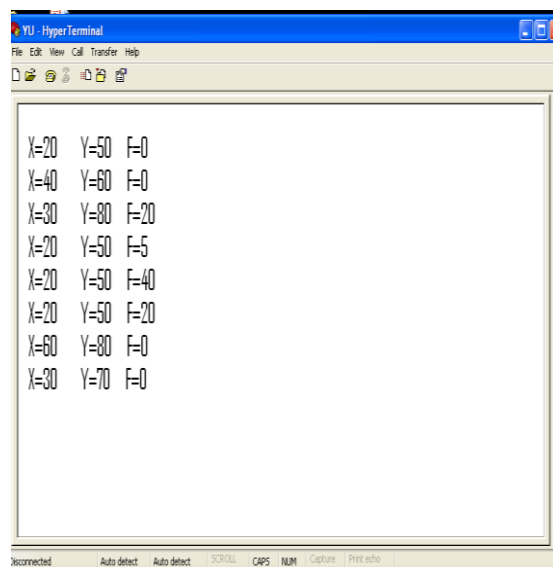 YU - HyperTerminal
File Edit View Call Transfer Help
X=20 Y=50 F=0
X=40 Y=60 F=0
X=30 Y=80 F=20
X=20 Y=50 F=5
X=20 Y=50 F=40
X=20 Y=50 F=20
X=60 Y=80 F=0
X=30 Y=70 F=0
Disconnected Auto detect Auto detect SCROLL CAPS NUM Capture Print echo